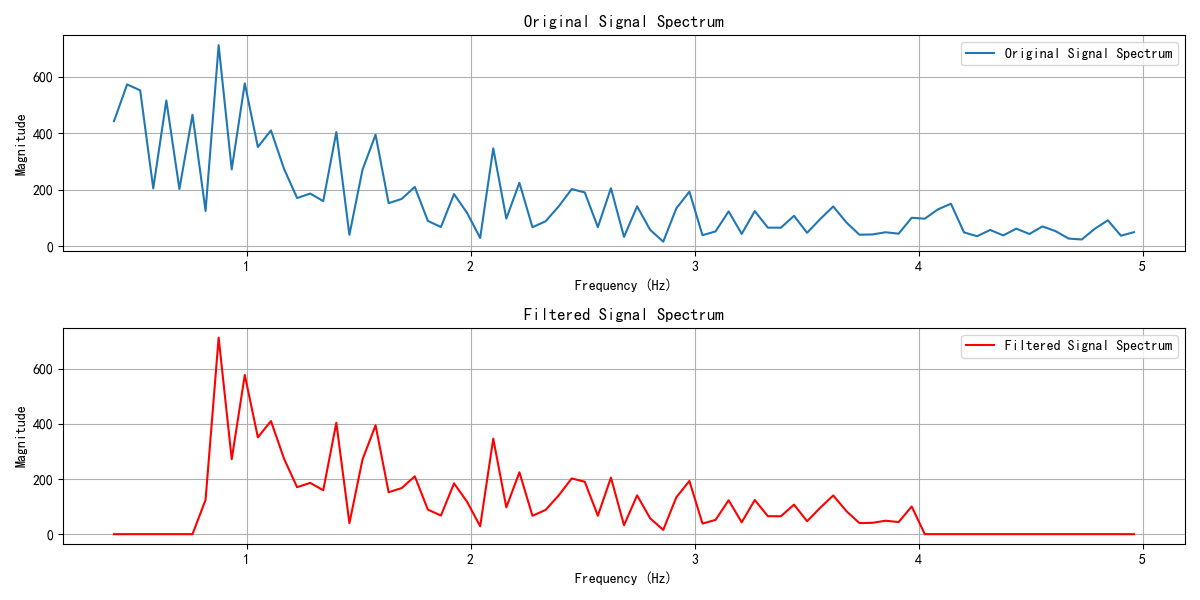 Original Signal Spectrum
Original Signal Spectrum
Magnitude
600
400
200
0
1 2 3 4 5
Frequency (Hz)
Filtered Signal Spectrum
Filtered Signal Spectrum
Magnitude
600
400
200
0
1 2 3 4 5
Frequency (Hz)